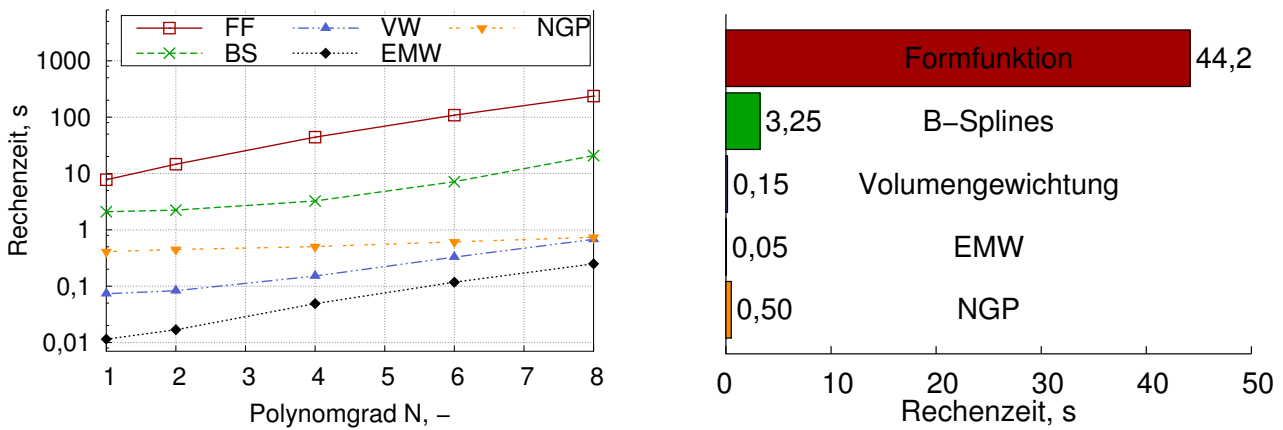 FF
VW
NGP
BS
EMW
1000
100
10
1
0,1
0,01
Rechenzeit, s
1 2 3 4 5 6 7 8
Polynomgrad N, −
Formfunktion 44,2
3,25 B−Splines
0,15 Volumengewichtung
0,05 EMW
0,50 NGP
0 10 20 30 40 50
Rechenzeit, s